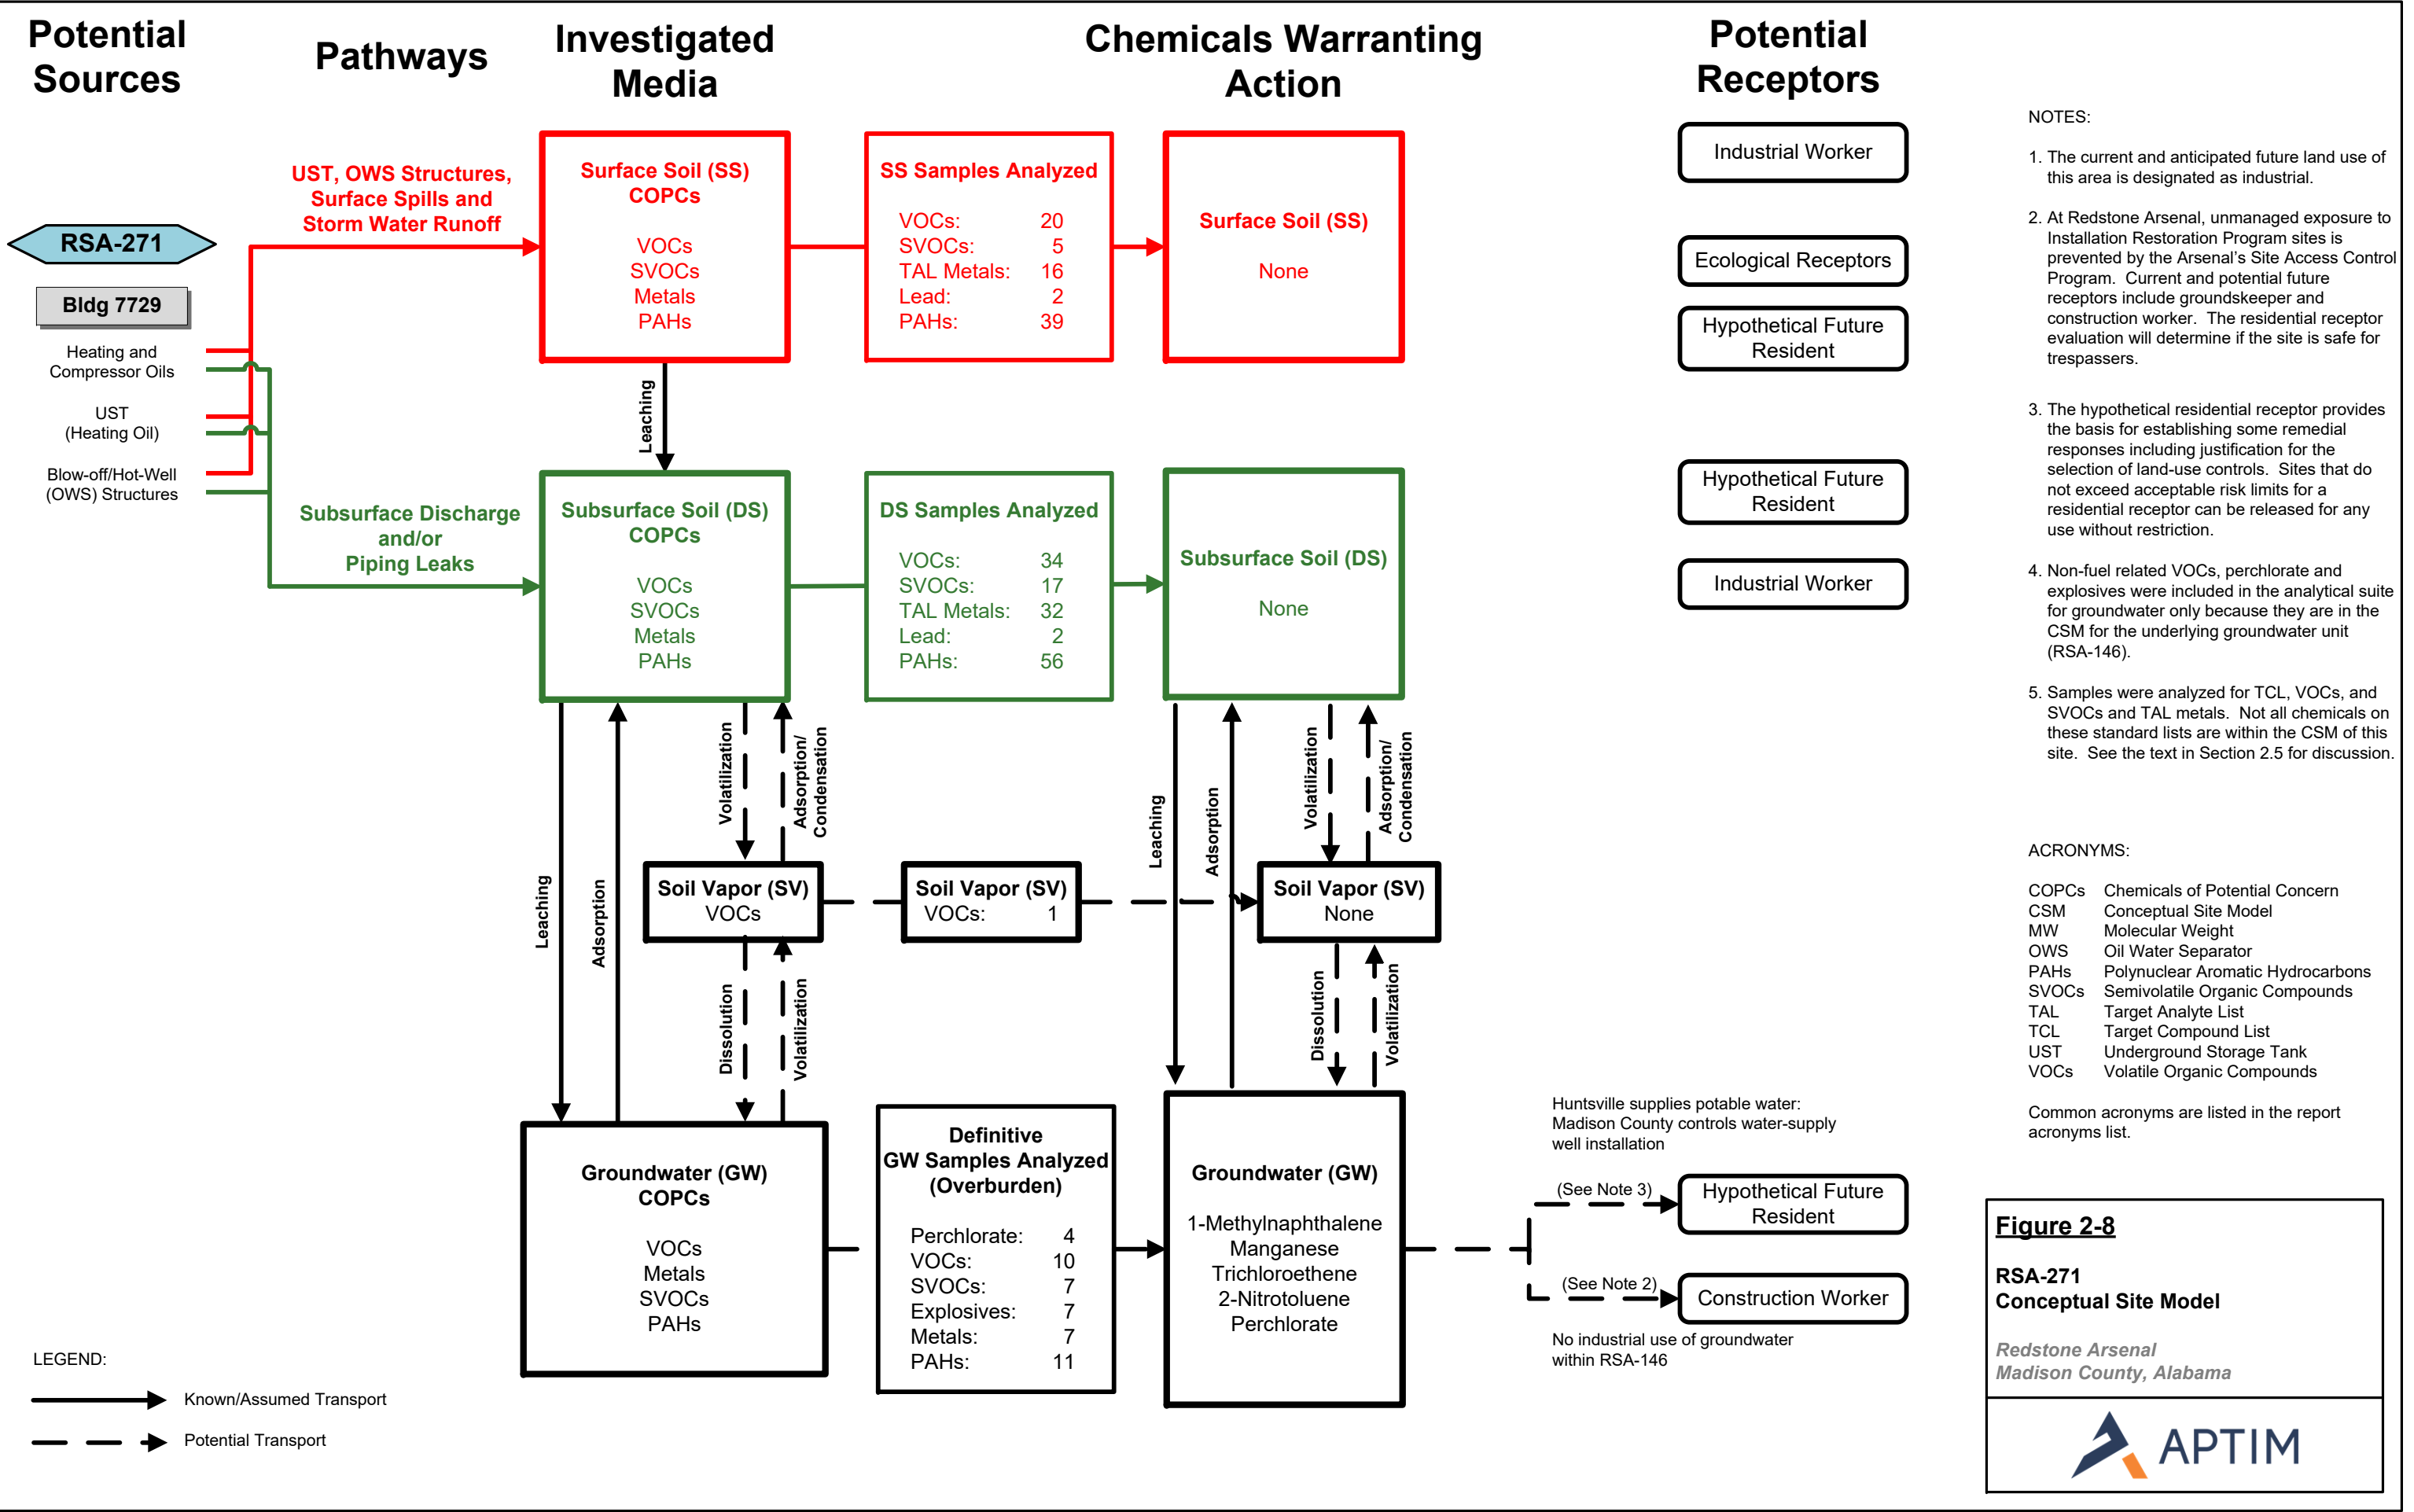 Potential
Sources
Pathways
Investigated
Media
Chemicals Warranting
Action
Potential
Receptors
RSA-271
Bldg 7729
Heating and
Compressor Oils
UST
(Heating Oil)
Blow-off/Hot-Well
(OWS) Structures
UST, OWS Structures,
Surface Spills and
Storm Water Runoff
Subsurface Discharge
and/or
Piping Leaks
Surface Soil (SS)
COPCs
VOCs
SVOCs
Metals
PAHs
SS Samples Analyzed
VOCs: 20
SVOCs: 5
TAL Metals: 16
Lead: 2
PAHs: 39
Surface Soil (SS)
None
Industrial Worker
Ecological Receptors
Hypothetical Future
Resident
Leaching
Subsurface Soil (DS)
COPCs
VOCs
SVOCs
Metals
PAHs
DS Samples Analyzed
VOCs: 34
SVOCs: 17
TAL Metals: 32
Lead: 2
PAHs: 56
Subsurface Soil (DS)
None
Hypothetical Future
Resident
Industrial Worker
Leaching
Adsorption
Volatilization
Adsorption/
Condensation
Leaching
Adsorption
Volatilization
Adsorption/
Condensation
Soil Vapor (SV)
VOCs
Soil Vapor (SV)
VOCs: 1
Soil Vapor (SV)
None
Dissolution
Volatilization
Dissolution
Volatilization
Groundwater (GW)
COPCs
VOCs
Metals
SVOCs
PAHs
Definitive
GW Samples Analyzed
(Overburden)
Perchlorate: 4
VOCs: 10
SVOCs: 7
Explosives: 7
Metals: 7
PAHs: 11
Groundwater (GW)
1-Methylnaphthalene
Manganese
Trichloroethene
2-Nitrotoluene
Perchlorate
Huntsville supplies potable water:
Madison County controls water-supply
well installation
(See Note 3)
Hypothetical Future
Resident
(See Note 2)
Construction Worker
No industrial use of groundwater
within RSA-146
LEGEND:
Known/Assumed Transport
Potential Transport
NOTES:
1. The current and anticipated future land use of
this area is designated as industrial.
2. At Redstone Arsenal, unmanaged exposure to
Installation Restoration Program sites is
prevented by the Arsenal's Site Access Control
Program. Current and potential future
receptors include groundskeeper and
construction worker. The residential receptor
evaluation will determine if the site is safe for
trespassers.
3. The hypothetical residential receptor provides
the basis for establishing some remedial
responses including justification for the
selection of land-use controls. Sites that do
not exceed acceptable risk limits for a
residential receptor can be released for any
use without restriction.
4. Non-fuel related VOCs, perchlorate and
explosives were included in the analytical suite
for groundwater only because they are in the
CSM for the underlying groundwater unit
(RSA-146).
5. Samples were analyzed for TCL, VOCs, and
SVOCs and TAL metals. Not all chemicals on
these standard lists are within the CSM of this
site. See the text in Section 2.5 for discussion.
ACRONYMS:
COPCs Chemicals of Potential Concern
CSM Conceptual Site Model
MW Molecular Weight
OWS Oil Water Separator
PAHs Polynuclear Aromatic Hydrocarbons
SVOCs Semivolatile Organic Compounds
TAL Target Analyte List
TCL Target Compound List
UST Underground Storage Tank
VOCs Volatile Organic Compounds
Common acronyms are listed in the report
acronyms list.
Figure 2-8
RSA-271
Conceptual Site Model
Redstone Arsenal
Madison County, Alabama
APTIM